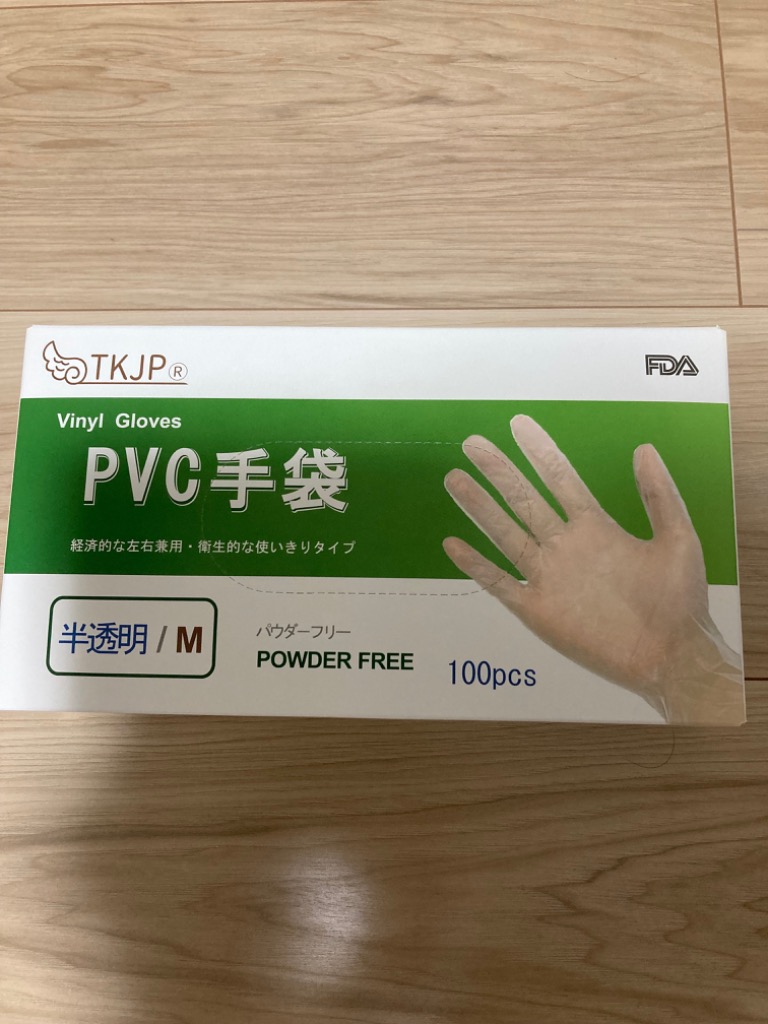 TKJP®
FDA
Vinyl Gloves
PVC手袋
経済的な左右兼用・衛生的な使いきりタイプ
半透明 / M
パウダーフリー
POWDER FREE
100pcs